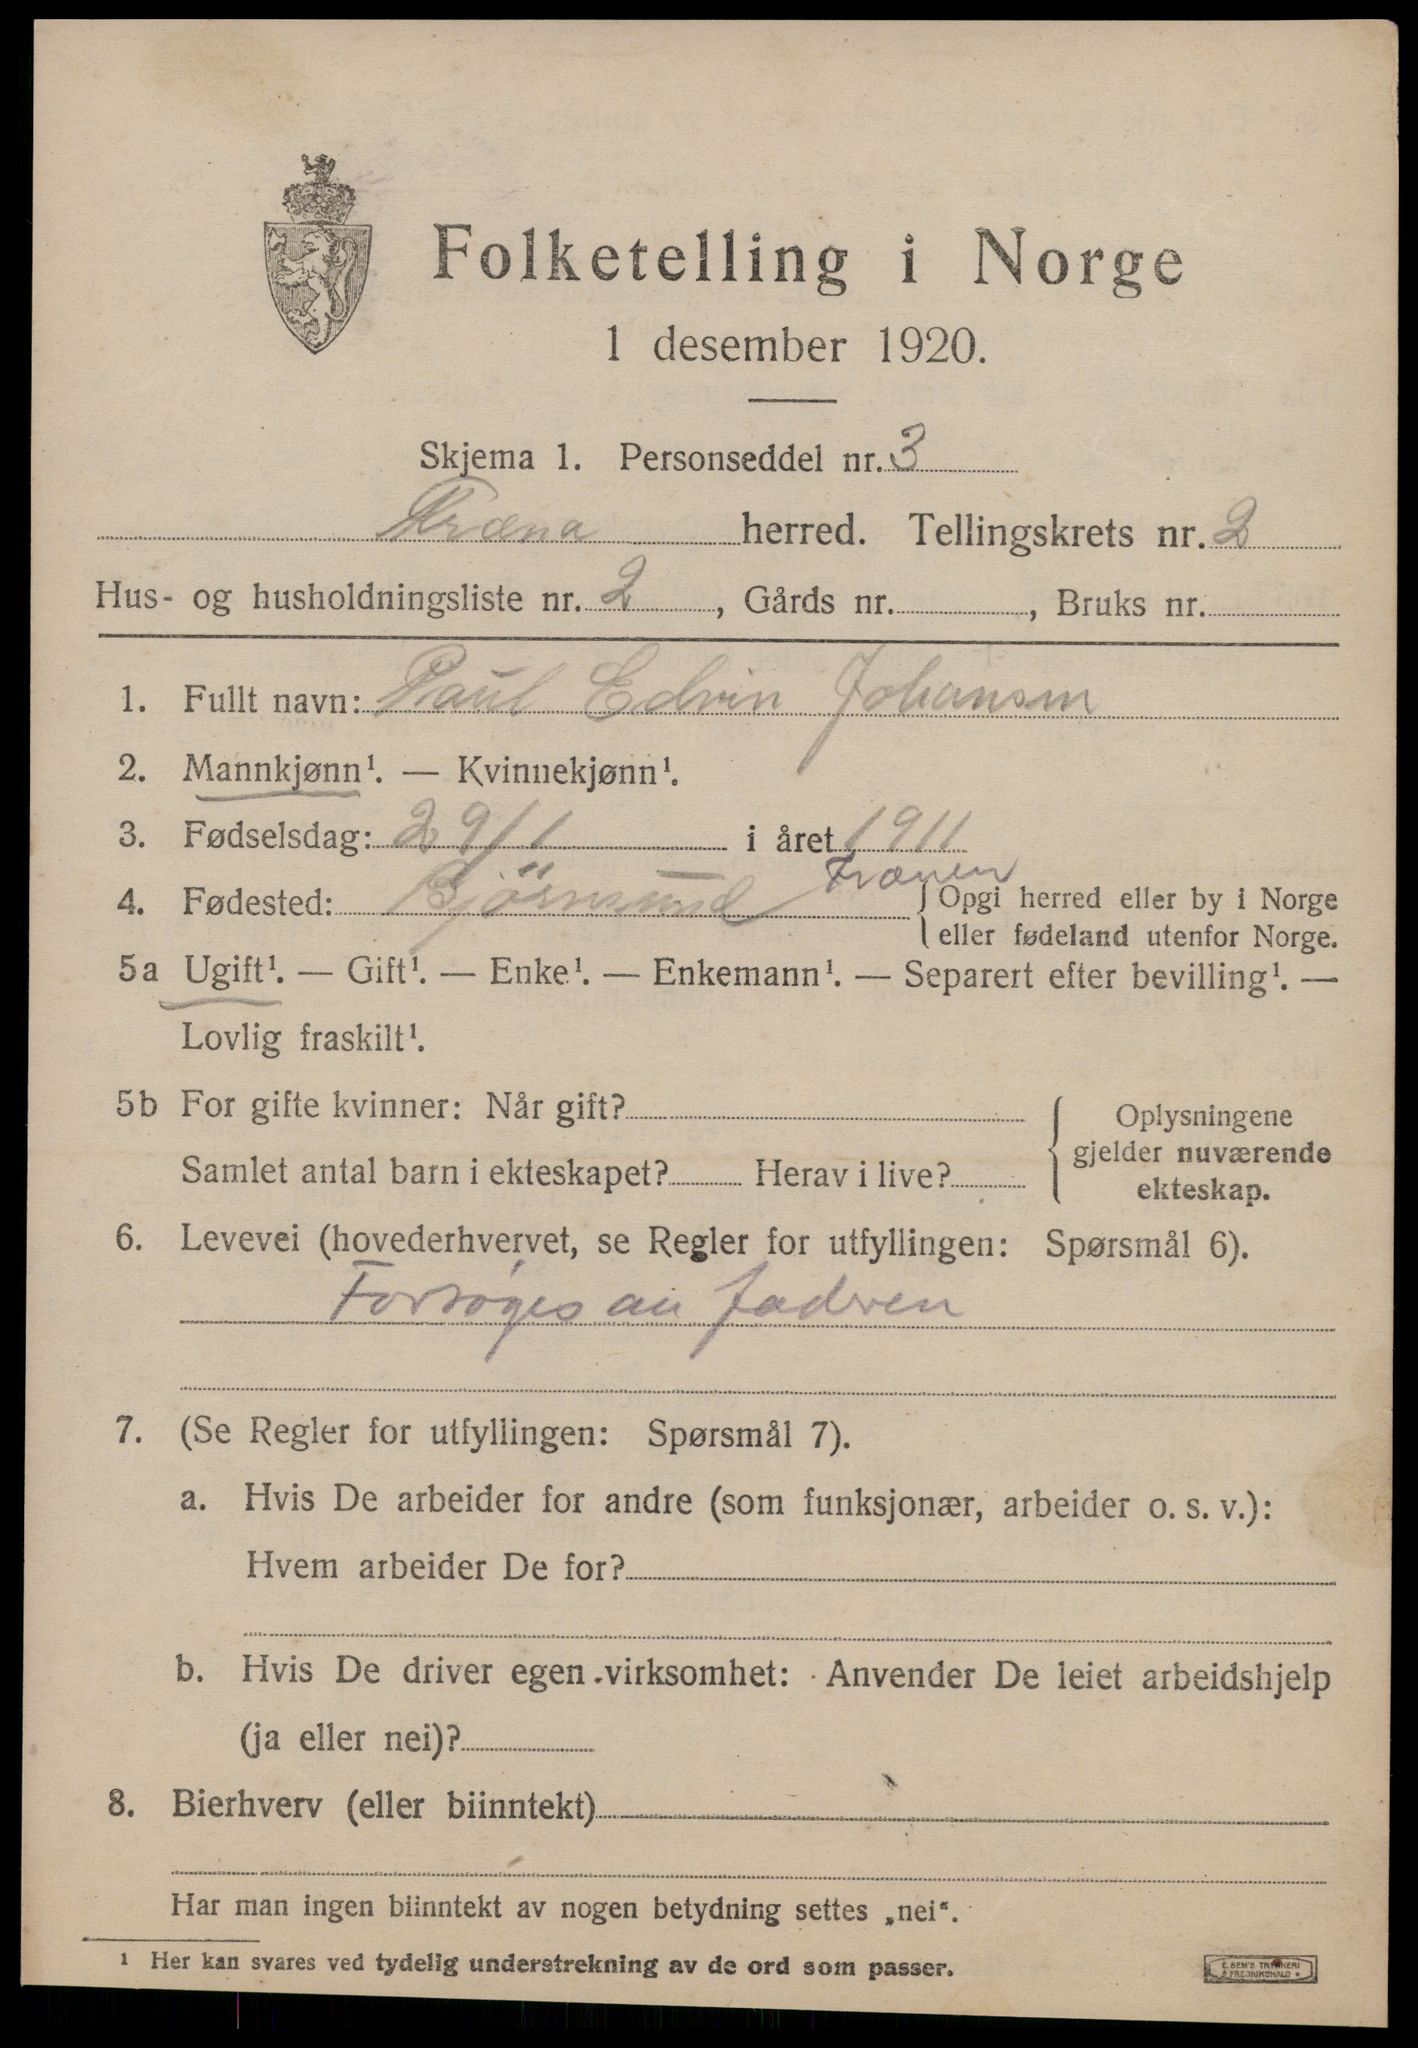 Folketelling i Norge
1 desember 1920.
Skjema 1. Personseddel nr. 3
Fræna herred. Tellingskrets nr. 2
Hus- og husholdningsliste nr. 2, Gårds nr. , Bruks nr.
1. Fullt navn: Paul Edvin Johansen
2. Mannkjønn¹. — Kvinnekjønn¹.
3. Fødselsdag: 29/1 i året 1911
4. Fødested: Björnsund Frænen { Opgi herred eller by i Norge
eller fødeland utenfor Norge.
5a Ugift¹. — Gift¹. — Enke¹. — Enkemann¹. — Separert efter bevilling¹. —
Lovlig fraskilt¹.
5b For gifte kvinner: Når gift?
Samlet antal barn i ekteskapet? Herav i live?
{ Oplysningene
gjelder nuværende
ekteskap.
6. Levevei (hovederhvervet, se Regler for utfyllingen: Spørsmål 6).
Forsøges au faderen
7. (Se Regler for utfyllingen: Spørsmål 7).
a. Hvis De arbeider for andre (som funksjonær, arbeider o. s. v.):
Hvem arbeider De for?
b. Hvis De driver egen virksomhet: Anvender De leiet arbeidshjelp
(ja eller nei)?
8. Bierhverv (eller biinntekt)
Har man ingen biinntekt av nogen betydning settes „nei“.
¹ Her kan svares ved tydelig understrekning av de ord som passer.
E. SEM'S TRYKKERI
FREDRIKSHALD